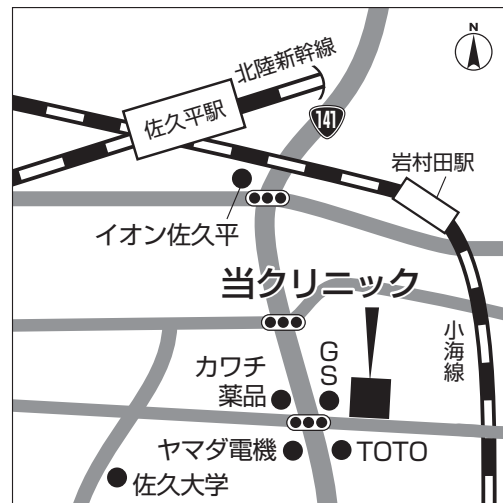 N
北陸新幹線
佐久平駅
141
岩村田駅
イオン佐久平
当クリニック
小海線
カワチ
薬品
GS
ヤマダ電機
TOTO
佐久大学